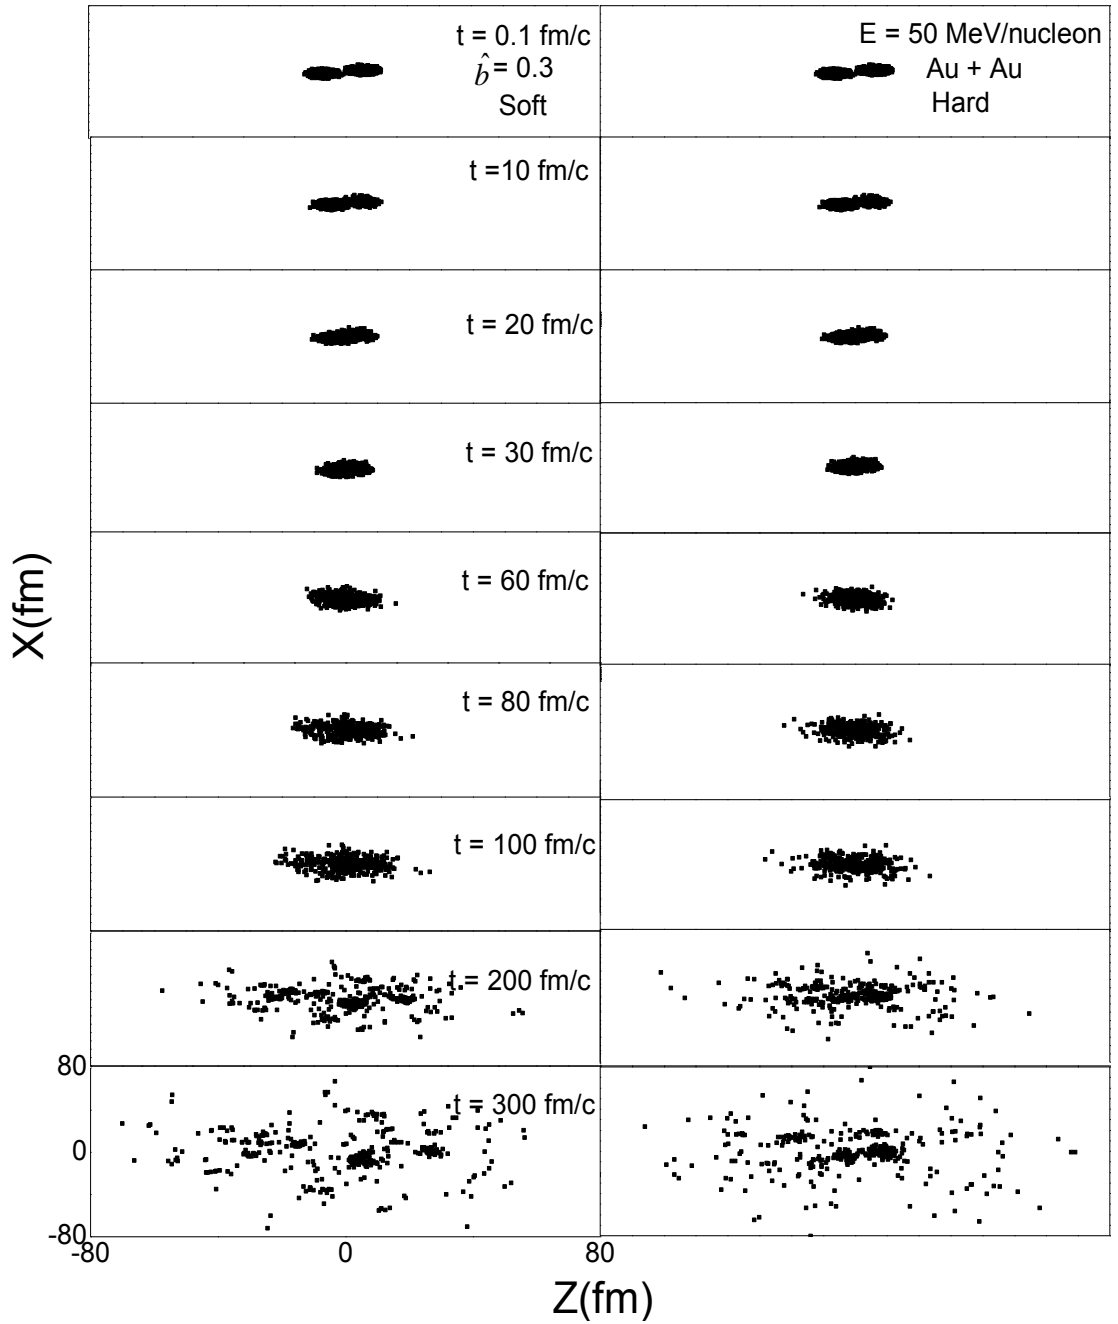 t = 0.1 fm/c
b̂ = 0.3
Soft
E = 50 MeV/nucleon
Au + Au
Hard
t =10 fm/c
t = 20 fm/c
t = 30 fm/c
t = 60 fm/c
t = 80 fm/c
t = 100 fm/c
t = 200 fm/c
t = 300 fm/c
X(fm)
80
0
-80
-80
0
80
Z(fm)